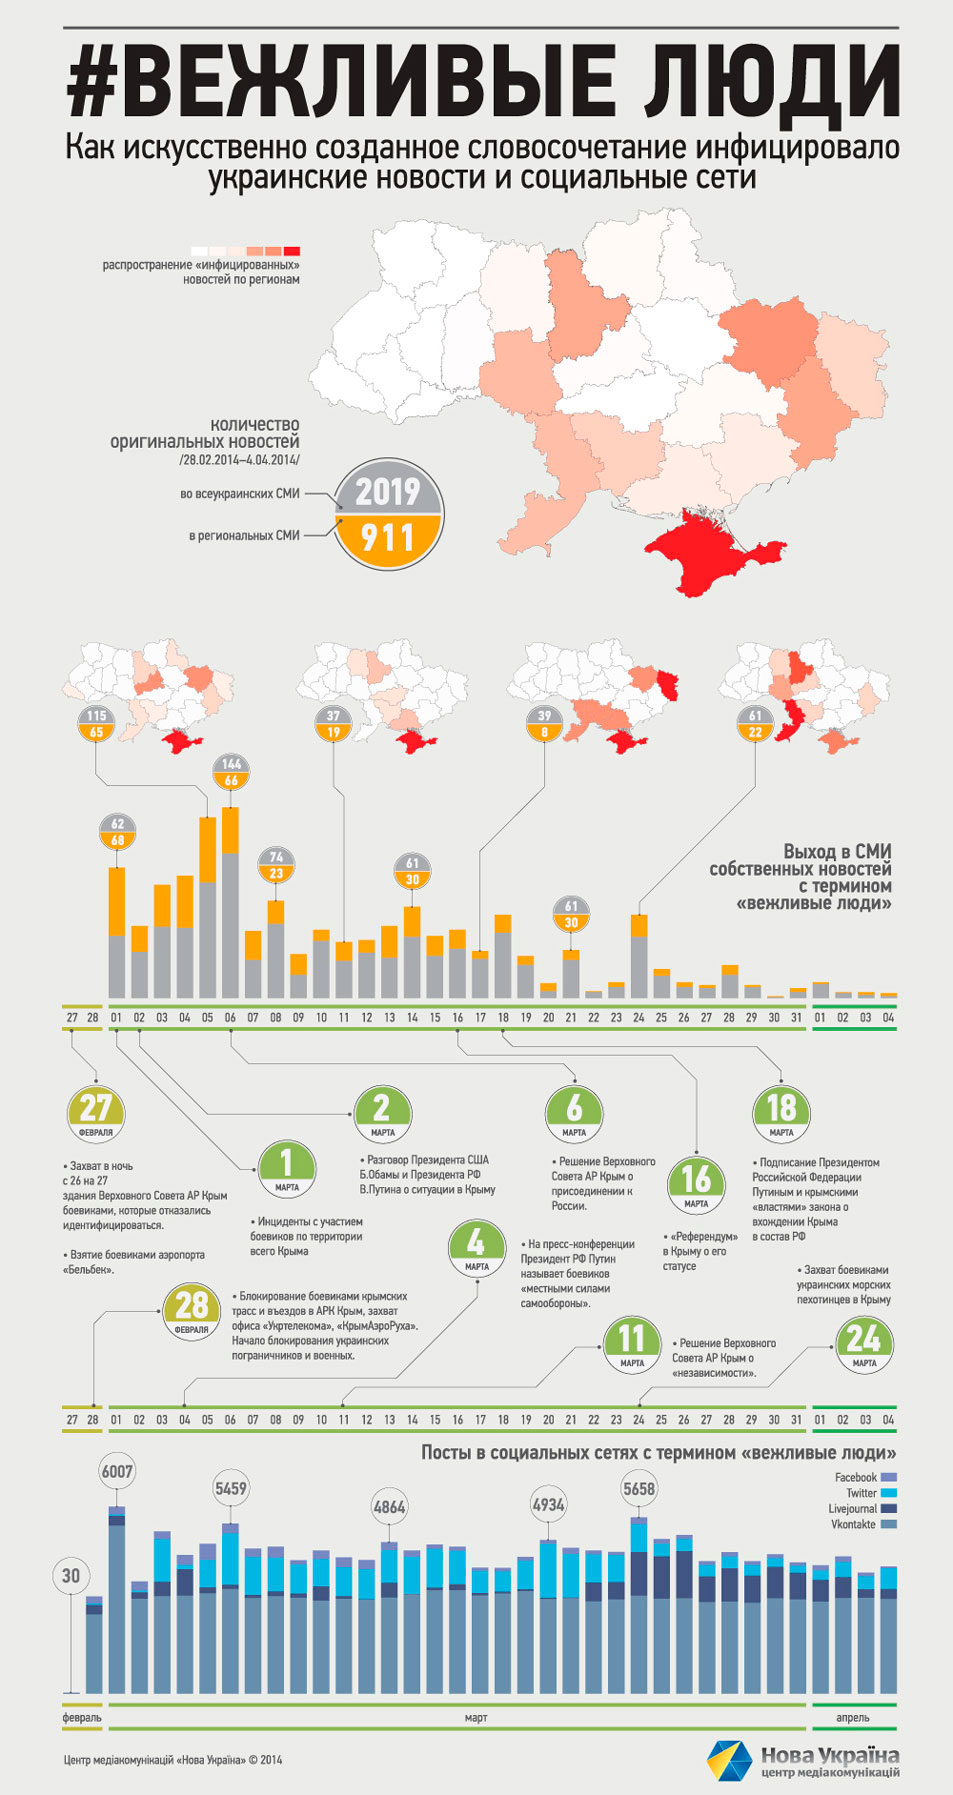 #ВЕЖЛИВЫЕ ЛЮДИ
Как искусственно созданное словосочетание инфицировало
украинские новости и социальные сети
распространение «инфицированных»
новостей по регионам
количество
оригинальных новостей
/28.02.2014–4.04.2014/
во всеукраинских СМИ
2019
в региональных СМИ
911
115
65
37
19
39
8
61
22
144
66
62
68
74
23
61
30
61
30
Выход в СМИ
собственных новостей
с термином
«вежливые люди»
27 28 01 02 03 04 05 06 07 08 09 10 11 12 13 14 15 16 17 18 19 20 21 22 23 24 25 26 27 28 29 30 31 01 02 03 04
27
ФЕВРАЛЯ
• Захват в ночь
с 26 на 27
здания Верховного Совета АР Крым
боевиками, которые отказались
идентифицироваться.
• Взятие боевиками аэропорта
«Бельбек».
28
ФЕВРАЛЯ
• Блокирование боевиками крымских
трасс и въездов в АРК Крым, захват
офиса «Укртелекома», «КрымАэроРуха».
Начало блокирования украинских
пограничников и военных.
1
МАРТА
• Инциденты с участием
боевиков по территории
всего Крыма
2
МАРТА
• Разговор Президента США
Б.Обамы и Президента РФ
В.Путина о ситуации в Крыму
4
МАРТА
• На пресс-конференции
Президент РФ Путин
называет боевиков
«местными силами
самообороны».
6
МАРТА
• Решение Верховного
Совета АР Крым о
присоединении к
России.
11
МАРТА
• Решение Верховного
Совета АР Крым о
«независимости».
16
МАРТА
• «Референдум»
в Крыму о его
статусе
18
МАРТА
• Подписание Президентом
Российской Федерации
Путиным и крымскими
«властями» закона о
вхождении Крыма
в состав РФ
• Захват боевиками
украинских морских
пехотинцев в Крыму
24
МАРТА
27 28 01 02 03 04 05 06 07 08 09 10 11 12 13 14 15 16 17 18 19 20 21 22 23 24 25 26 27 28 29 30 31 01 02 03 04
Посты в социальных сетях с термином «вежливые люди»
Facebook
Twitter
Livejournal
Vkontakte
30
6007
5459
4864
4934
5658
февраль
март
апрель
Центр медіакомунікацій «Нова Україна» © 2014
Нова Україна
центр медіакомунікацій